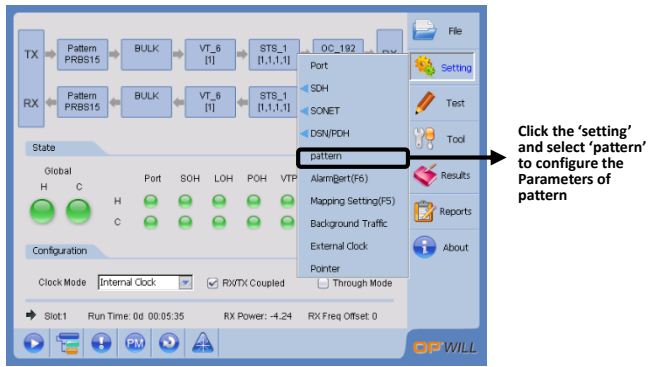 File
TX Pattern PRBS15 BULK VT_6 [1] STS_1 [1,1,1,1] OC_192
Port
Setting
SDH
RX Pattern PRBS15 BULK VT_6 [1] STS_1 [1,1,1,1]
SONET
Test
DSN/PDH
Tool
State
pattern
Click the ‘setting’
and select ‘pattern’
to configure the
Parameters of
pattern
Global
H C
Port SOH LOH POH VTP
AlarmBert(F6)
Results
H
Mapping Setting(F5)
Reports
C
Background Traffic
Configuration
External Clock
About
Pointer
Clock Mode Internal Clock RX/TX Coupled Through Mode
Slot:1 Run Time: 0d 00:05:35 RX Power: -4.24 RX Freq Offset: 0
PM
OPWILL